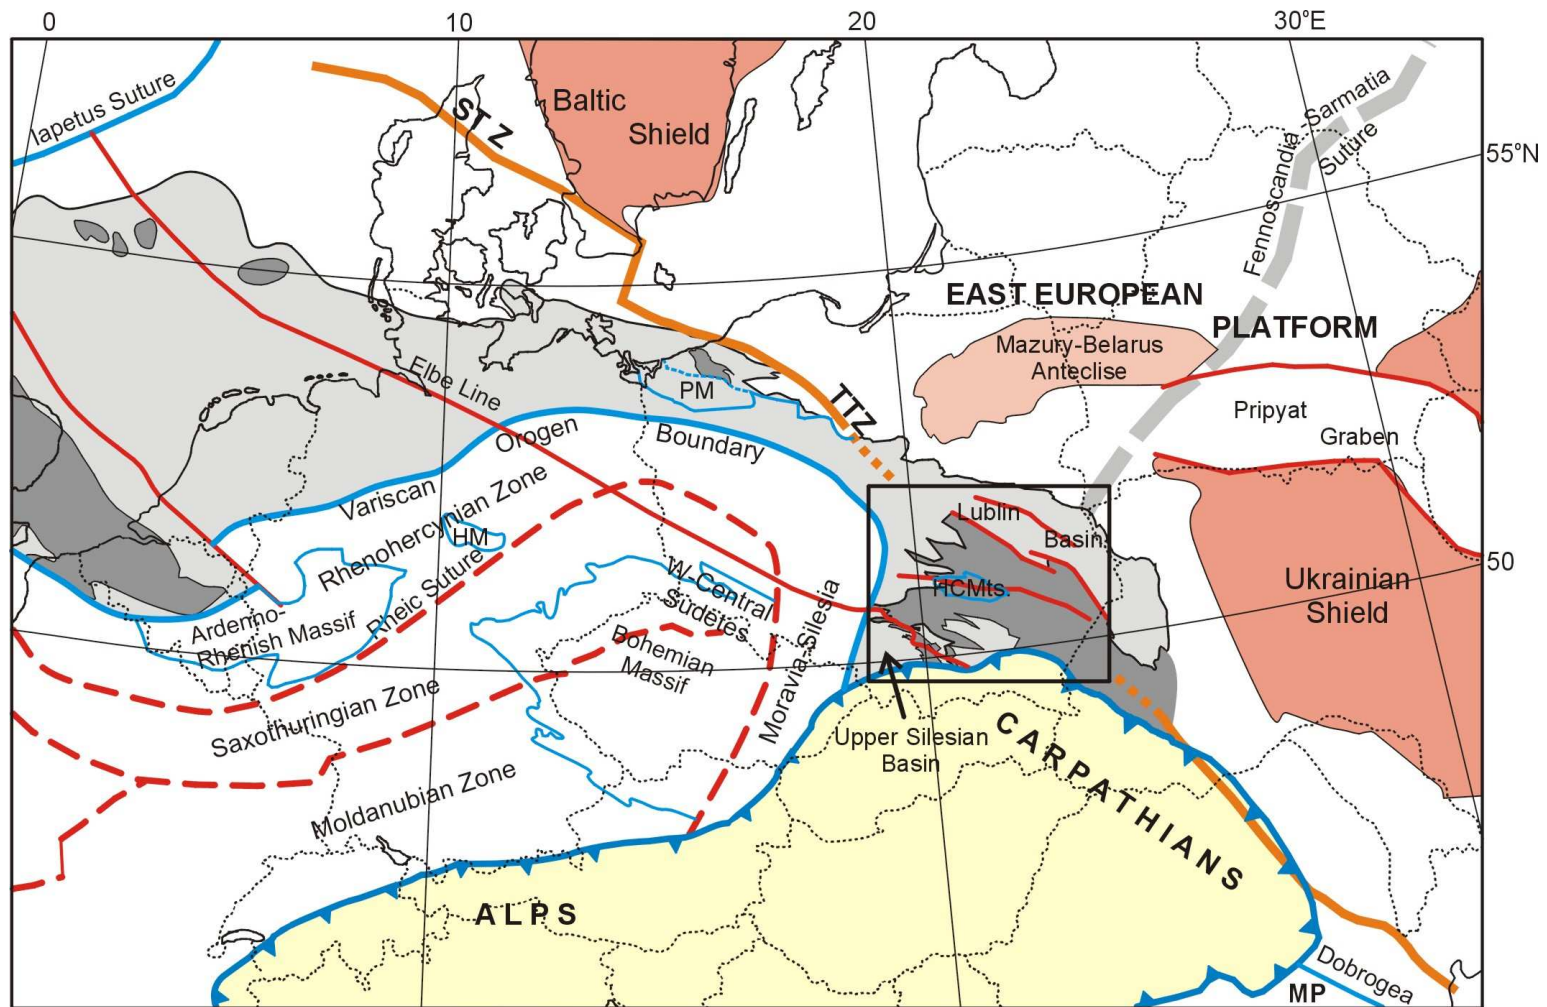 0
10
20
30°E
Iapetus Suture
ST Z
Baltic
Shield
Fennoscandia-Sarmatia
Suture
55°N
EAST EUROPEAN
PLATFORM
Mazury-Belarus
Anteclise
Elbe Line
PM
TTZ
Pripyat
Graben
Variscan
Orogen
Boundary
Rhenohercynian Zone
HM
Rheic Suture
Lublin
Basin
HCMts.
50
Ukrainian
Shield
W-Central
Sudetes
Ardenno-
Rhenish Massif
Bohemian
Massif
Moravia-Silesia
Saxothuringian Zone
Upper Silesian
Basin
CARPATHIANS
Moldanubian Zone
ALPS
Dobrogea
MP